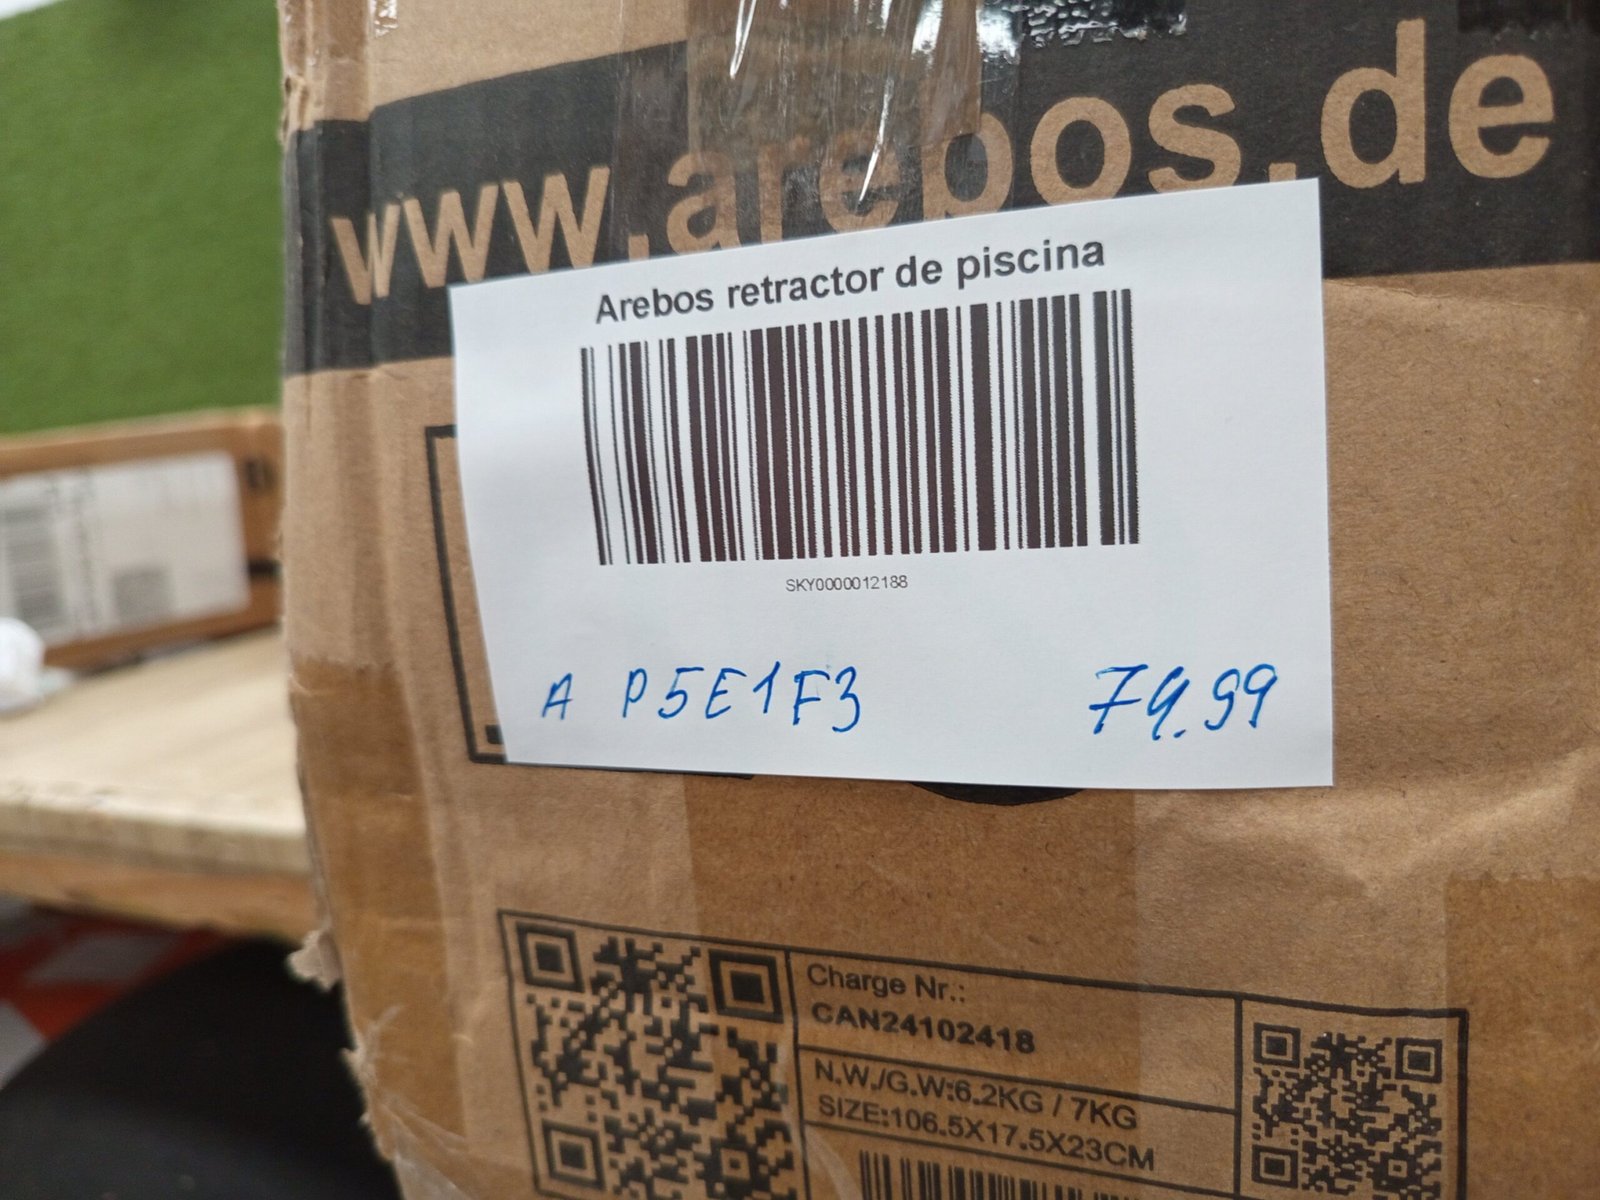 www.arebos.de
Arebos retractor de piscina
SKY0000012188
A P5E1F3 79.99
Charge Nr.:
CAN24102418
N.W./G.W:6.2KG / 7KG
SIZE:106.5X17.5X23CM